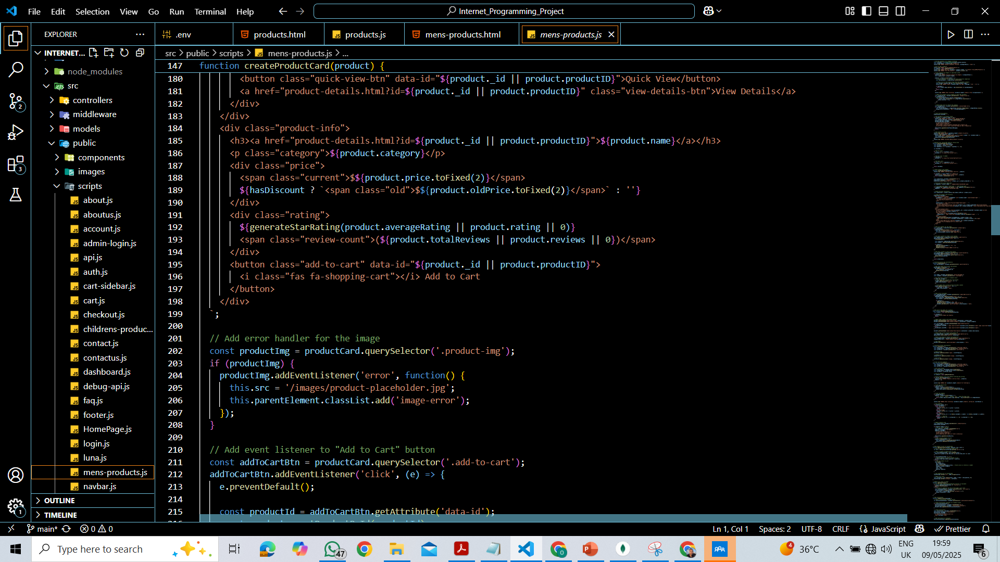 File Edit Selection View Go Run Terminal Help
Internet_Programming_Project
EXPLORER
.env
products.html
products.js
mens-products.html
mens-products.js
INTERNET...
src > public > scripts > mens-products.js > ...
node_modules
src
controllers
middleware
models
public
components
images
scripts
about.js
aboutus.js
account.js
admin-login.js
api.js
auth.js
cart-sidebar.js
cart.js
checkout.js
childrens-produc...
contact.js
contactus.js
dashboard.js
debug-api.js
faq.js
footer.js
HomePage.js
login.js
luna.js
mens-products.js
navbar.js
OUTLINE
TIMELINE
2
3
1
147 function createProductCard(product) {
180 <button class="quick-view-btn" data-id="${product._id || product.productID}">Quick View</button>
181 <a href="product-details.html?id=${product._id || product.productID}" class="view-details-btn">View Details</a>
182 </div>
183 </div>
184 <div class="product-info">
185 <h3><a href="product-details.html?id=${product._id || product.productID}">${product.name}</a></h3>
186 <p class="category">${product.category}</p>
187 <div class="price">
188 <span class="current">$${product.price.toFixed(2)}</span>
189 ${hasDiscount ? `<span class="old">$${product.oldPrice.toFixed(2)}</span>` : ''}
190 </div>
191 <div class="rating">
192 ${generateStarRating(product.averageRating || product.rating || 0)}
193 <span class="review-count">(${product.totalReviews || product.reviews || 0})</span>
194 </div>
195 <button class="add-to-cart" data-id="${product._id || product.productID}">
196 <i class="fas fa-shopping-cart"></i> Add to Cart
197 </button>
198 </div>
199 `;
200
201 // Add error handler for the image
202 const productImg = productCard.querySelector('.product-img');
203 if (productImg) {
204 productImg.addEventListener('error', function() {
205 this.src = '/images/product-placeholder.jpg';
206 this.parentElement.classList.add('image-error');
207 });
208 }
209
210 // Add event listener to "Add to Cart" button
211 const addToCartBtn = productCard.querySelector('.add-to-cart');
212 addToCartBtn.addEventListener('click', (e) => {
213 e.preventDefault();
214
215 const productId = addToCartBtn.getAttribute('data-id');
main* 0 0
Ln 1, Col 1 Spaces: 2 UTF-8 CRLF JavaScript Prettier
Type here to search
47
4
36°C
ENG
UK
19:59
09/05/2025
6